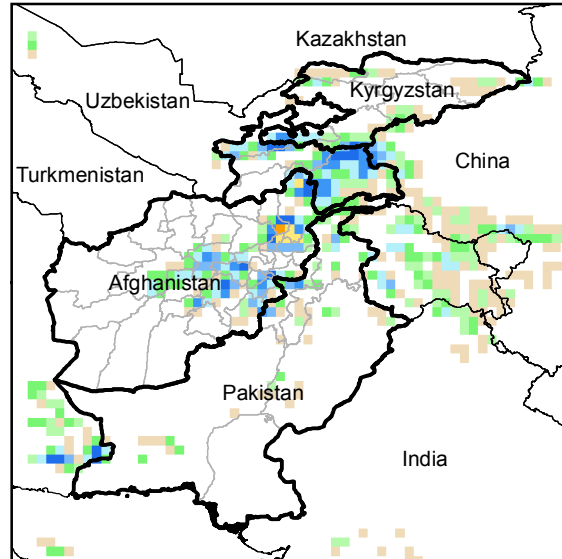 Kazakhstan
Uzbekistan
Kyrgyzstan
Turkmenistan
China
Afghanistan
Pakistan
India